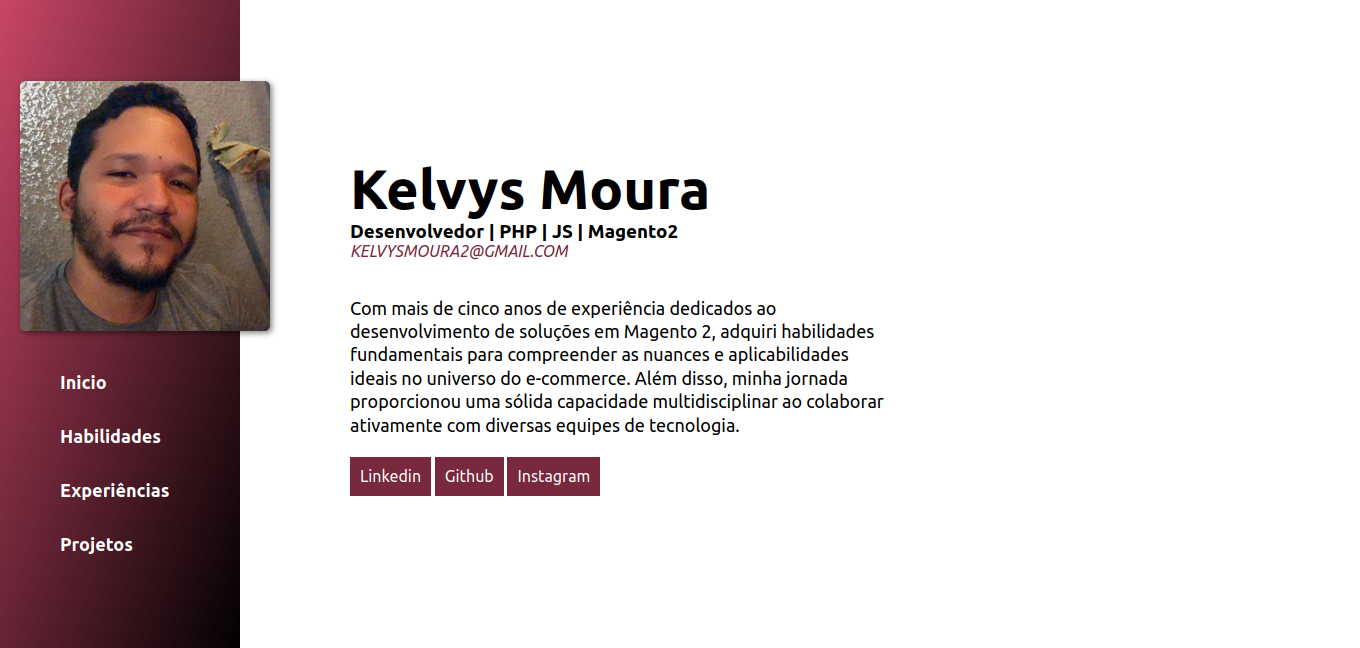 Inicio
Habilidades
Experiências
Projetos
Kelvys Moura
Desenvolvedor | PHP | JS | Magento2
KELVYSMOURA2@GMAIL.COM
Com mais de cinco anos de experiência dedicados ao
desenvolvimento de soluções em Magento 2, adquiri habilidades
fundamentais para compreender as nuances e aplicabilidades
ideais no universo do e-commerce. Além disso, minha jornada
proporcionou uma sólida capacidade multidisciplinar ao colaborar
ativamente com diversas equipes de tecnologia.
Linkedin Github Instagram